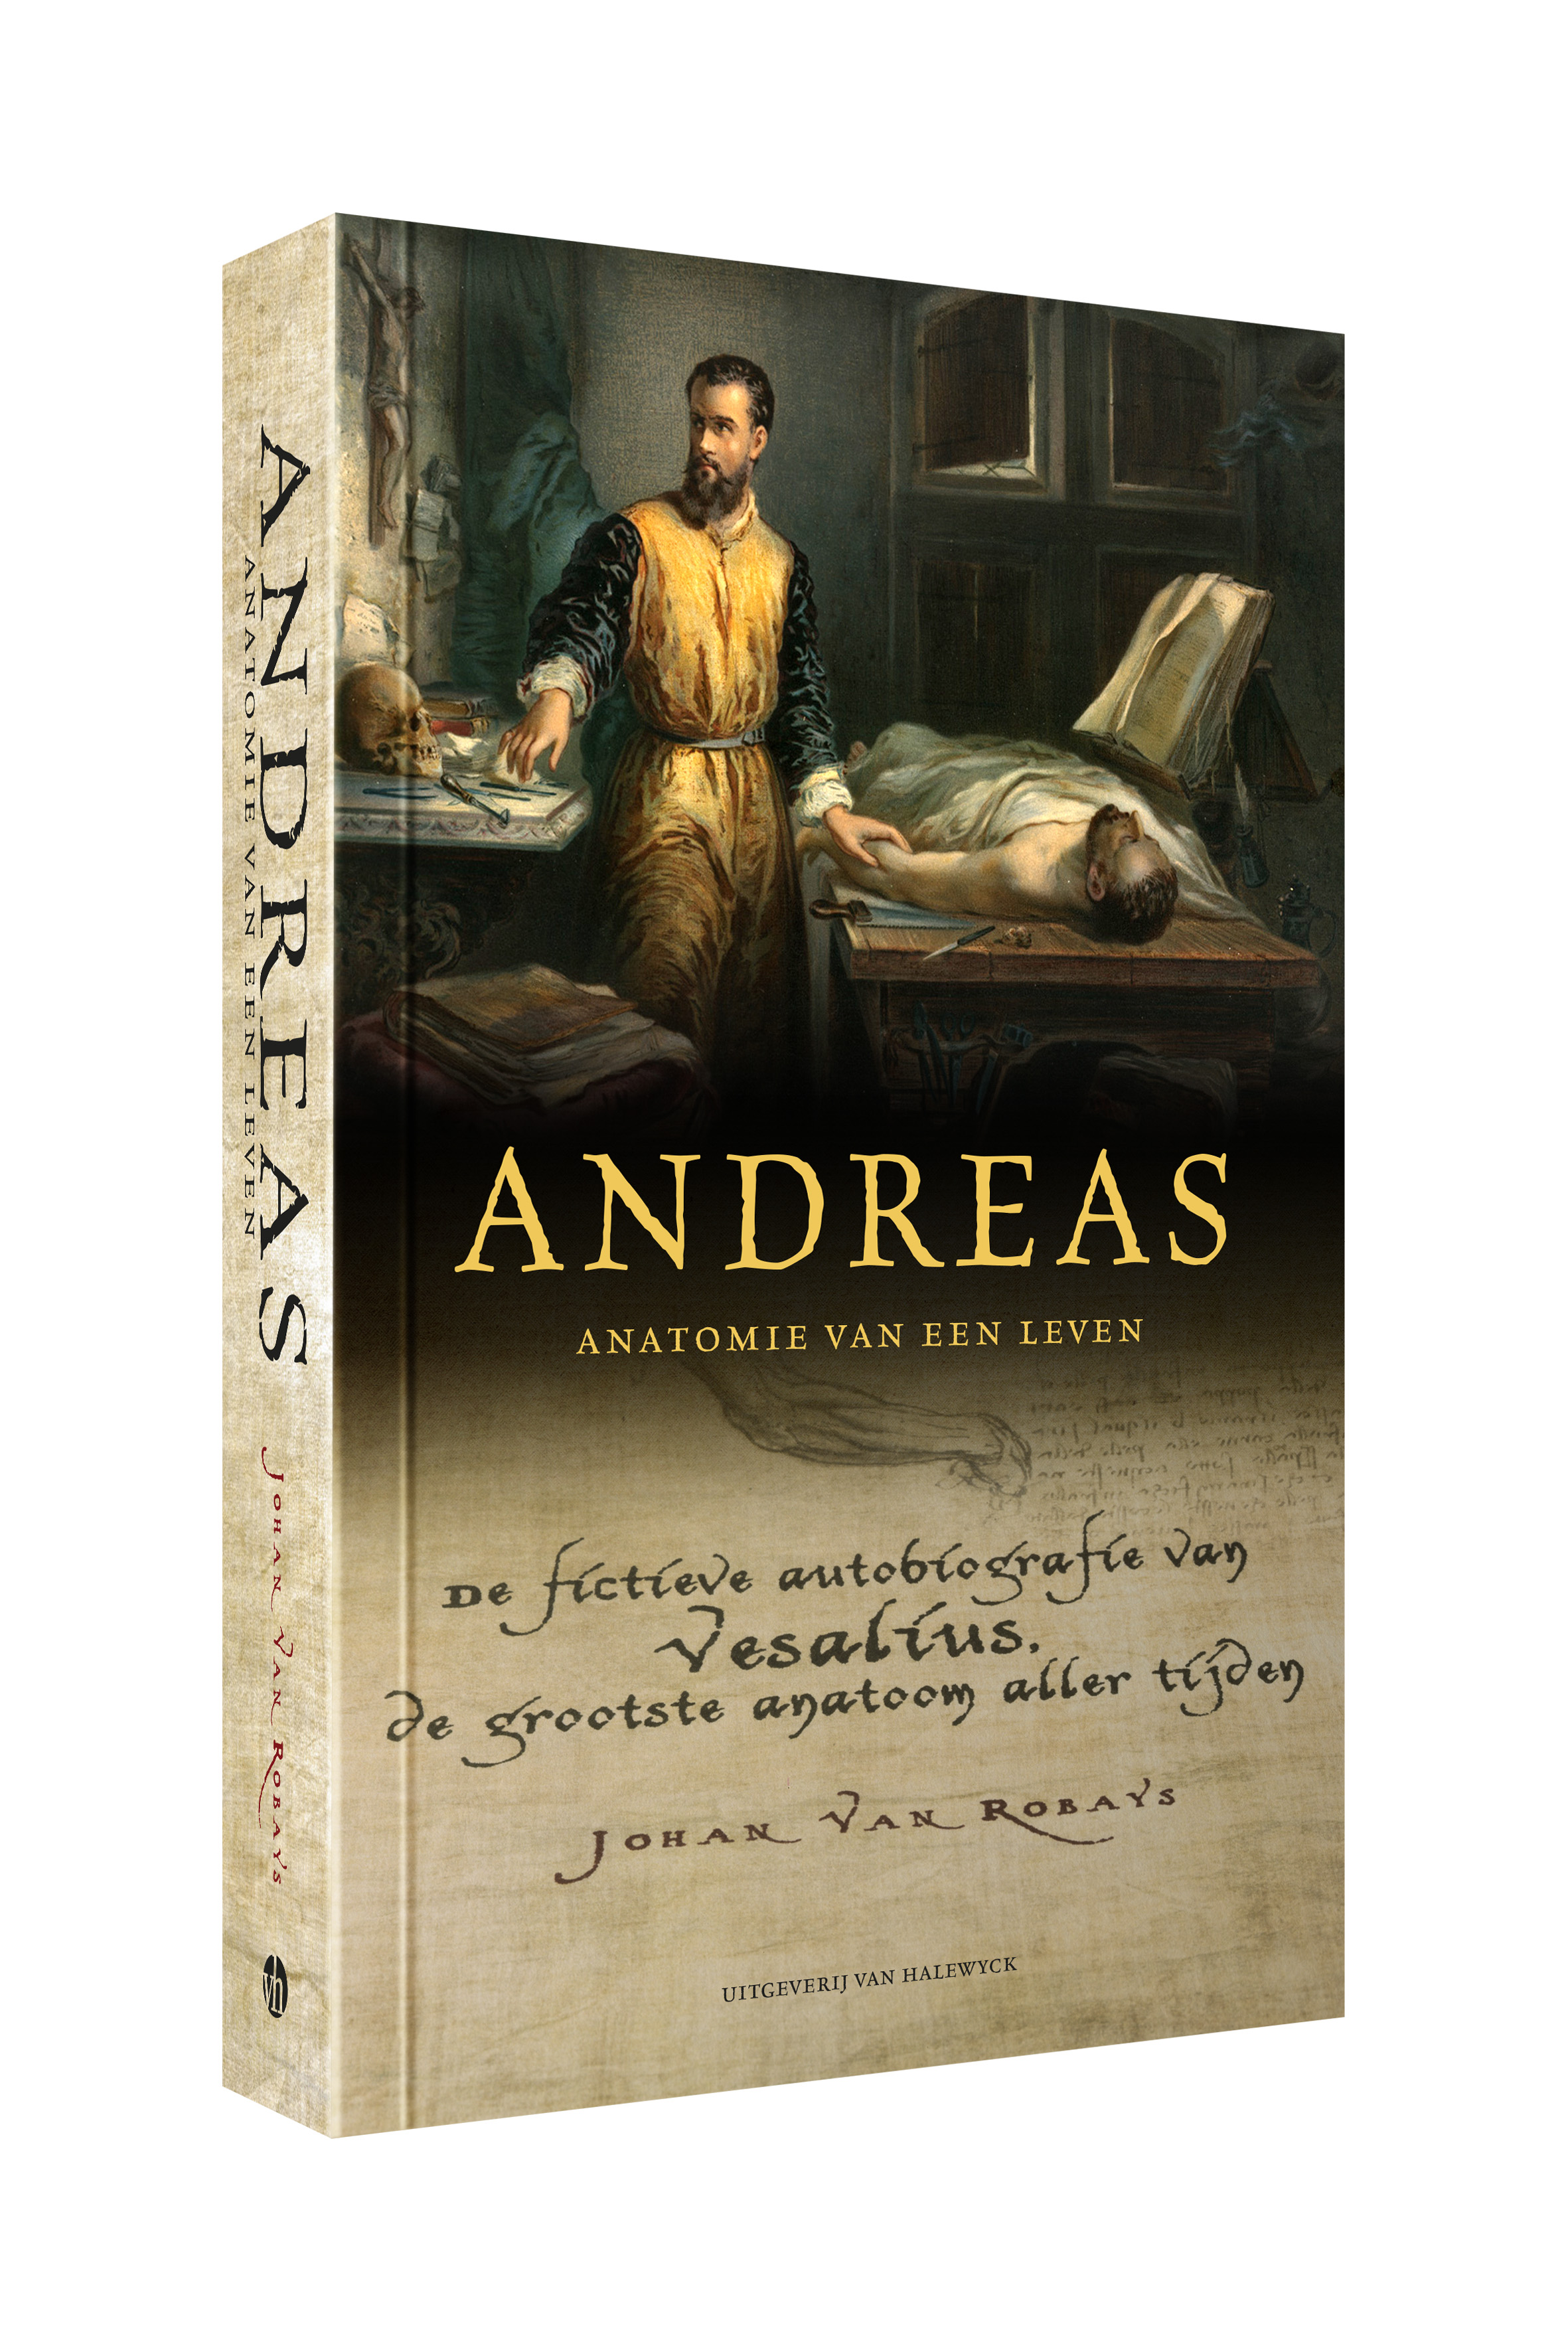 ANDREAS
ANATOMIE VAN EEN LEVEN
JOHAN VAN ROBAYS
vh
ANDREAS
ANATOMIE VAN EEN LEVEN
De fictieve autobiografie van
Vesalius,
de grootste anatoom aller tijden
JOHAN VAN ROBAYS
UITGEVERIJ VAN HALEWYCK